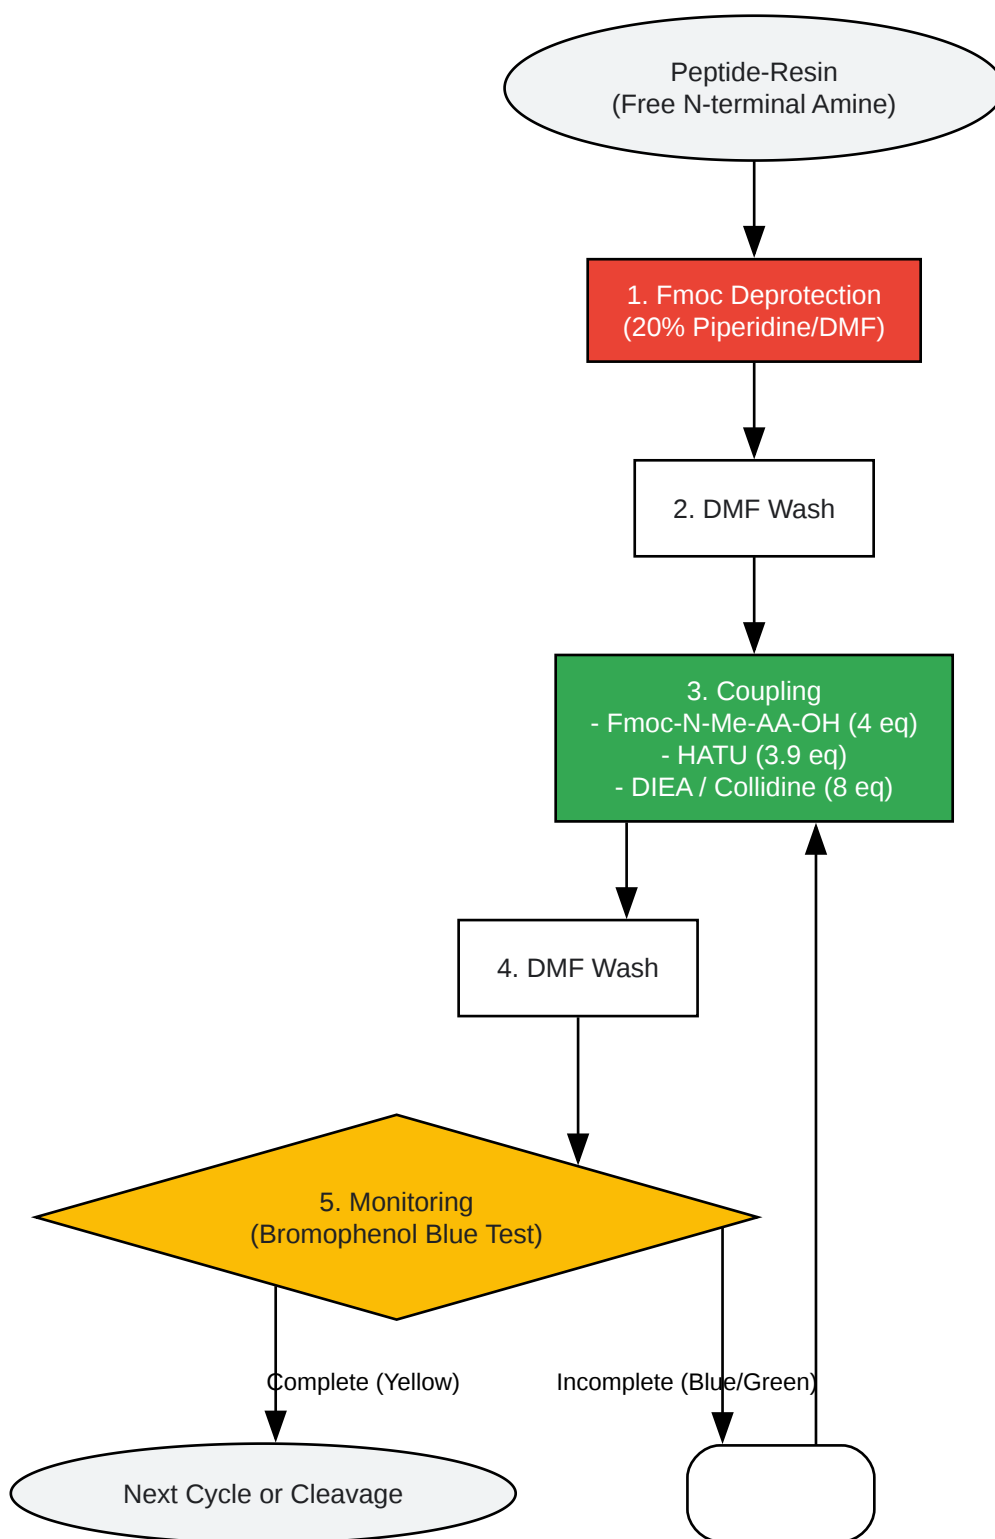 Peptide-Resin
(Free N-terminal Amine)
1. Fmoc Deprotection
(20% Piperidine/DMF)
2. DMF Wash
3. Coupling
- Fmoc-N-Me-AA-OH (4 eq)
- HATU (3.9 eq)
- DIEA / Collidine (8 eq)
4. DMF Wash
5. Monitoring
(Bromophenol Blue Test)
Complete (Yellow)
Incomplete (Blue/Green)
Next Cycle or Cleavage